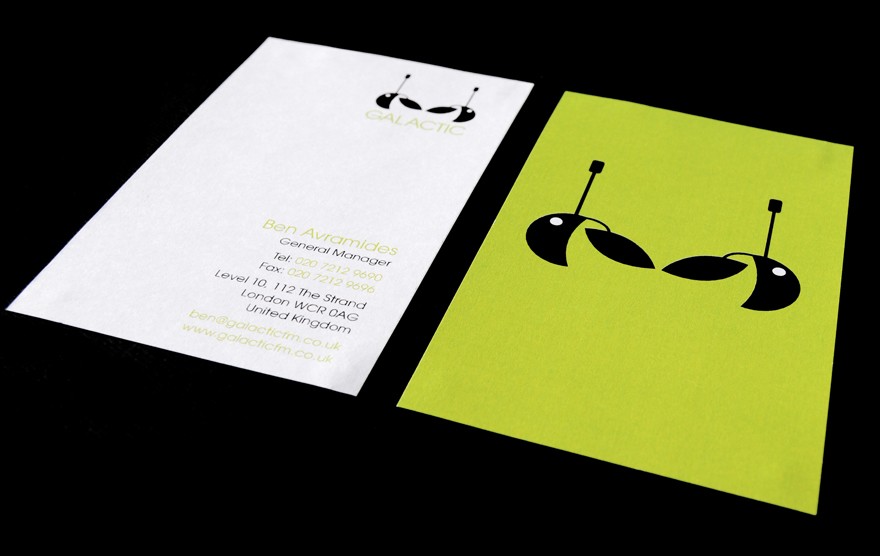 GALACTIC
Ben Avramides
General Manager
Tel: 020 7212 9690
Fax: 020 7212 9696
Level 10, 112 The Strand
London WCR 0AG
United Kingdom
ben@galacticfm.co.uk
www.galacticfm.co.uk